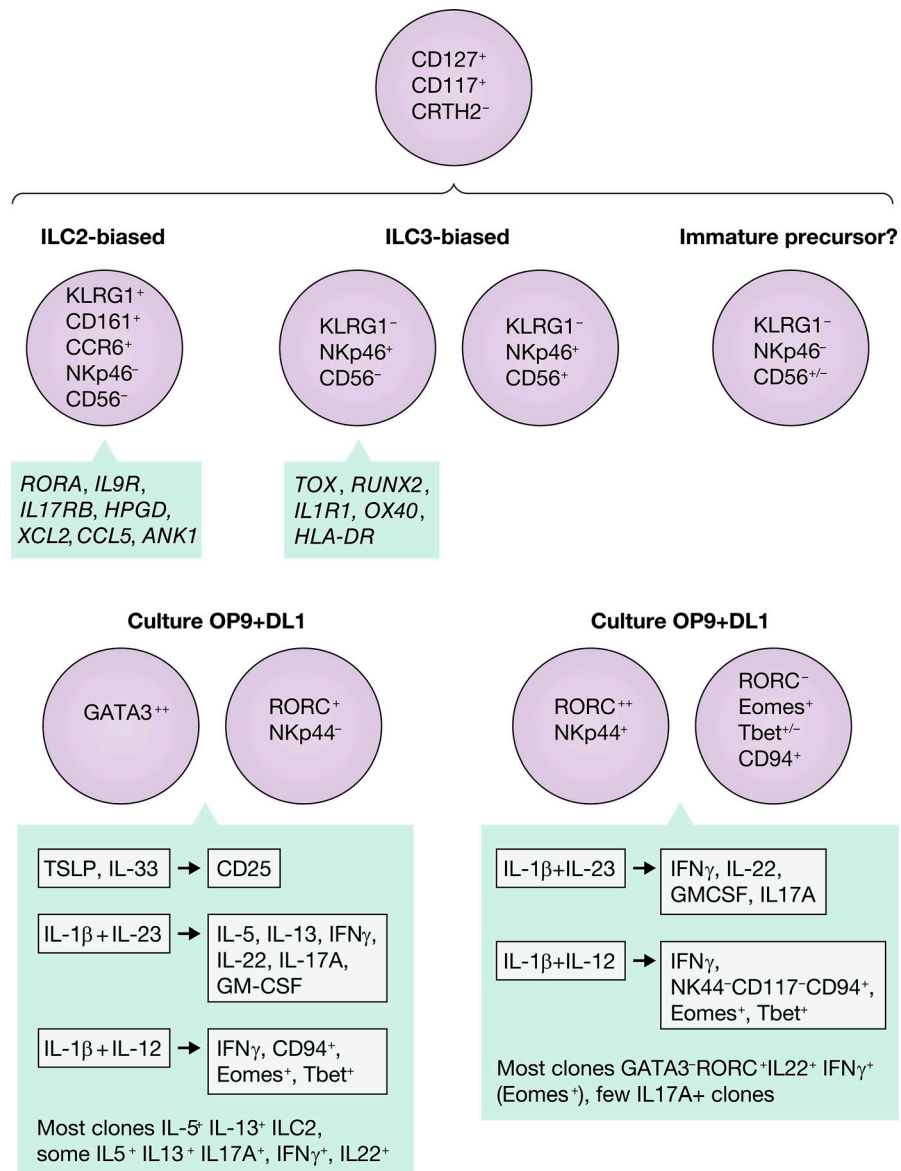 CD127⁺
CD117⁺
CRTH2⁻
ILC2-biased
KLRG1⁺
CD161⁺
CCR6⁺
NKp46⁻
CD56⁻
RORA, IL9R,
IL17RB, HPGD,
XCL2, CCL5, ANK1
ILC3-biased
KLRG1⁻
NKp46⁺
CD56⁻
KLRG1⁻
NKp46⁺
CD56⁺
TOX, RUNX2,
IL1R1, OX40,
HLA-DR
Immature precursor?
KLRG1⁻
NKp46⁻
CD56⁺/⁻
Culture OP9+DL1
GATA3⁺⁺
RORC⁺
NKp44⁻
TSLP, IL-33
CD25
IL-1β+IL-23
IL-5, IL-13, IFNγ,
IL-22, IL-17A,
GM-CSF
IL-1β+IL-12
IFNγ, CD94⁺,
Eomes⁺, Tbet⁺
Most clones IL-5⁺ IL-13⁺ ILC2,
some IL5⁺ IL13⁺ IL17A⁺, IFNγ⁺, IL22⁺
Culture OP9+DL1
RORC⁺⁺
NKp44⁺
RORC⁻
Eomes⁺
Tbet⁺/⁻
CD94⁺
IL-1β+IL-23
IFNγ, IL-22,
GMCSF, IL17A
IL-1β+IL-12
IFNγ,
NK44⁻CD117⁻CD94⁺,
Eomes⁺, Tbet⁺
Most clones GATA3⁻RORC⁺IL22⁺ IFNγ⁺
(Eomes⁺), few IL17A+ clones